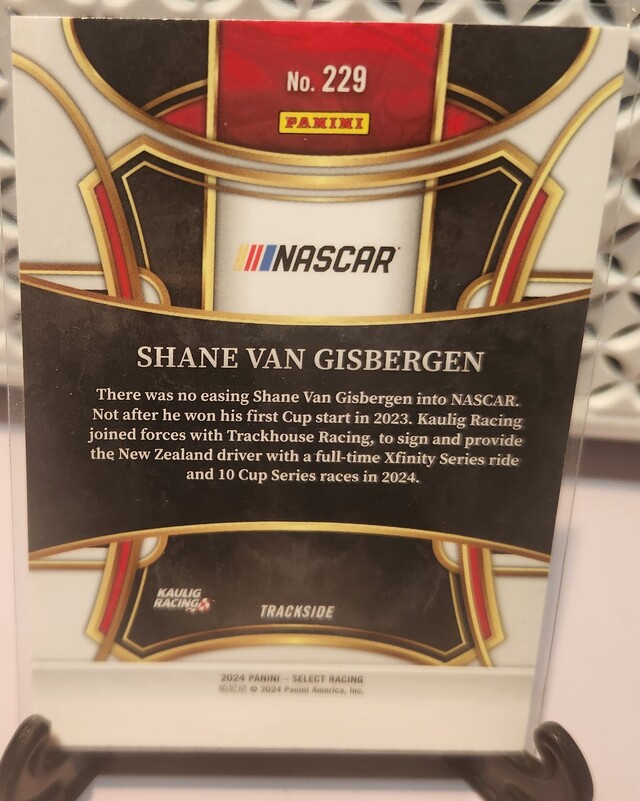 No. 229
PANINI
NASCAR
SHANE VAN GISBERGEN
There was no easing Shane Van Gisbergen into NASCAR.
Not after he won his first Cup start in 2023. Kaulig Racing
joined forces with Trackhouse Racing, to sign and provide
the New Zealand driver with a full-time Xfinity Series ride
and 10 Cup Series races in 2024.
KAULIG
RACING
TRACKSIDE
2024 PANINI – SELECT RACING
© 2024 Panini America, Inc.